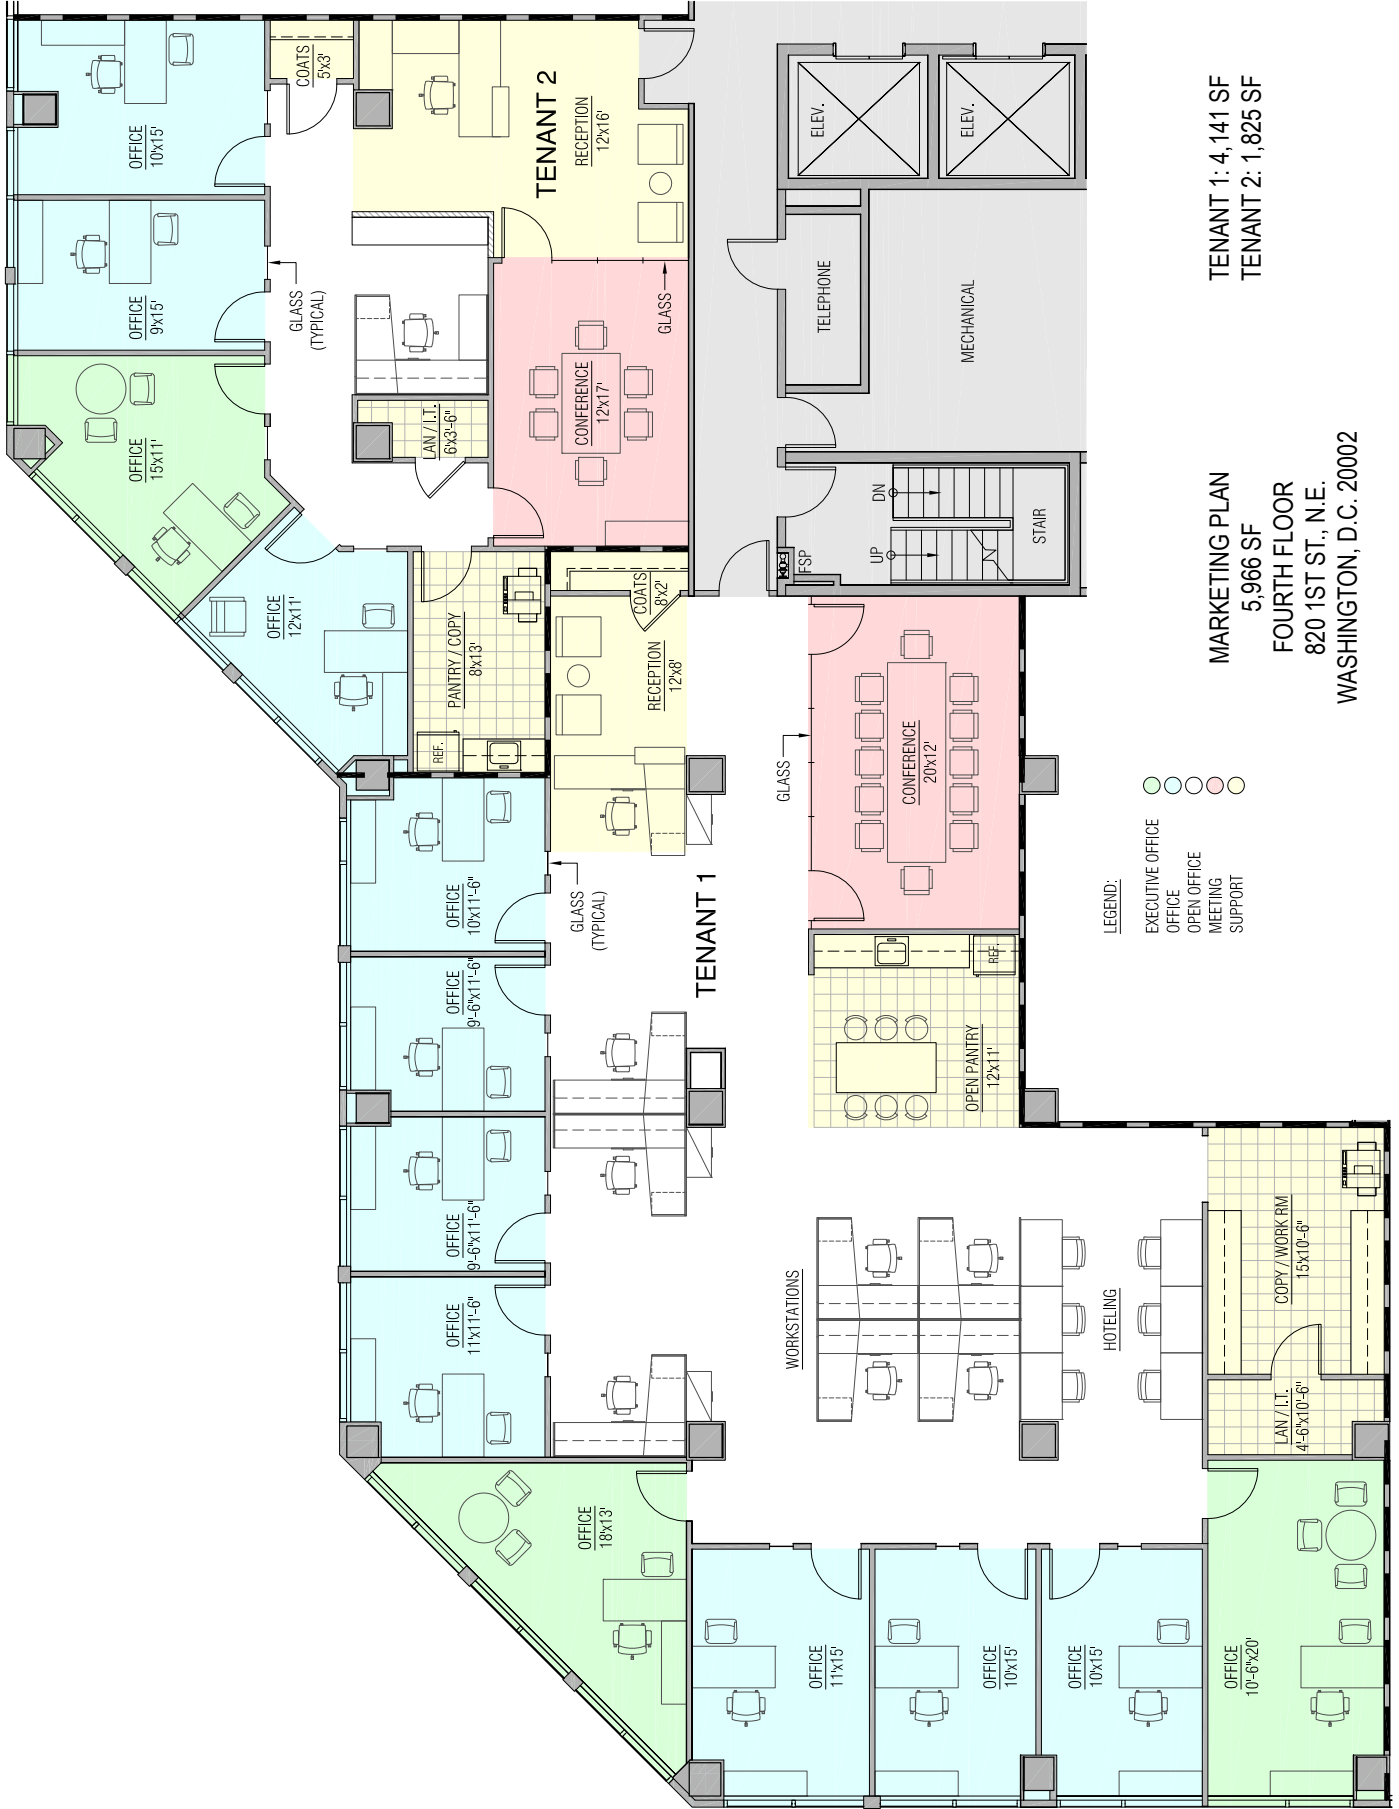 OFFICE
10'x15'
COATS
5'x3'
RECEPTION
12'x16'
TENANT 2
OFFICE
9'x15'
GLASS
(TYPICAL)
OFFICE
15'x11'
LAN / I.T.
6'x3'-6"
CONFERENCE
12'x17'
GLASS
OFFICE
12'x11'
PANTRY / COPY
8'x13'
REF.
ELEV.
ELEV.
TELEPHONE
MECHANICAL
DN
UP
STAIR
FSP
COATS
8'x2'
RECEPTION
12'x8'
TENANT 1
GLASS
CONFERENCE
20'x12'
OFFICE
10'x11'-6"
GLASS
(TYPICAL)
OFFICE
9'-6"x11'-6"
OFFICE
9'-6"x11'-6"
OFFICE
11'x11'-6"
REF.
OPEN PANTRY
12'x11'
WORKSTATIONS
HOTELING
COPY / WORK RM
15'x10'-6"
LAN / I.T.
4'-6"x10'-6"
OFFICE
18'x13'
OFFICE
11'x15'
OFFICE
10'x15'
OFFICE
10'x15'
OFFICE
10'-6"x20'
LEGEND:
EXECUTIVE OFFICE
OFFICE
OPEN OFFICE
MEETING
SUPPORT
MARKETING PLAN
5,966 SF
FOURTH FLOOR
820 1ST ST., N.E.
WASHINGTON, D.C. 20002
TENANT 1: 4,141 SF
TENANT 2: 1,825 SF